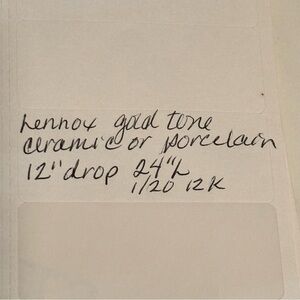 Lennox gold tone
ceramic or porcelain
12" drop 24"L
1/20 12K